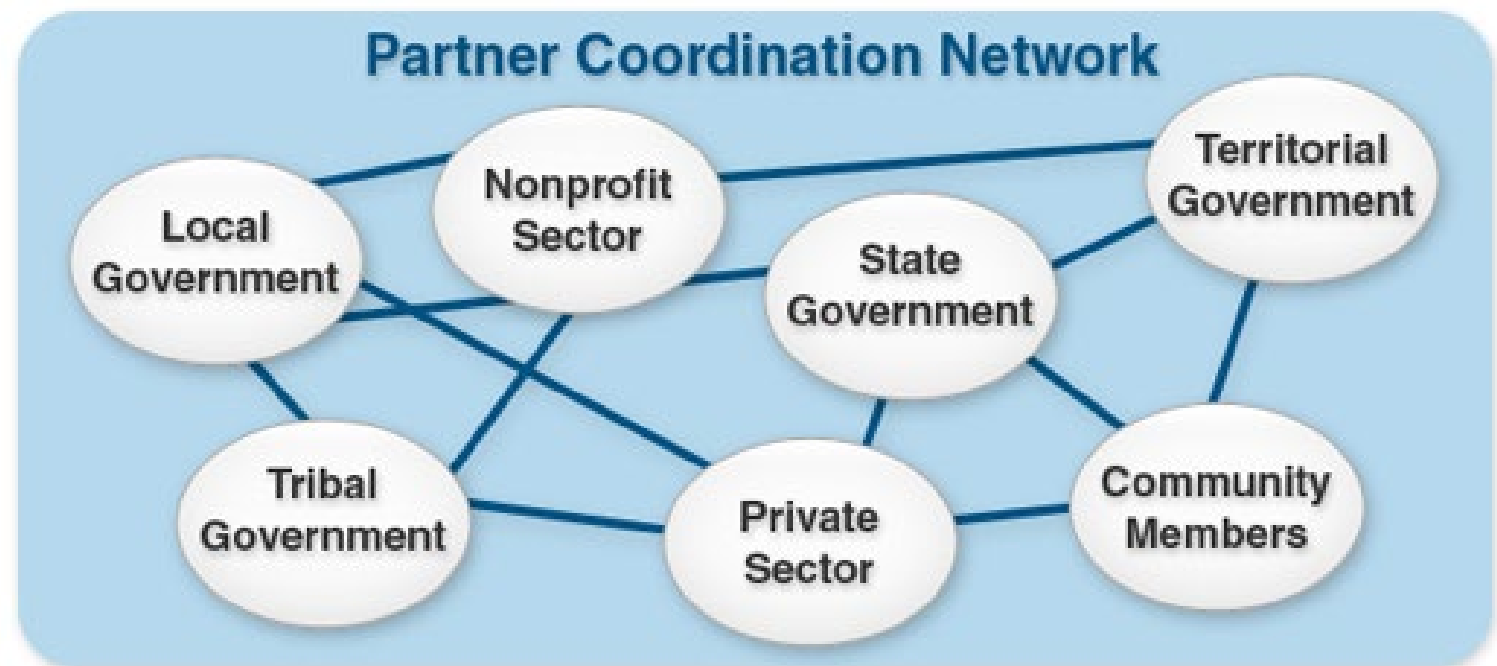 Partner Coordination Network
Local
Government
Nonprofit
Sector
State
Government
Territorial
Government
Tribal
Government
Private
Sector
Community
Members